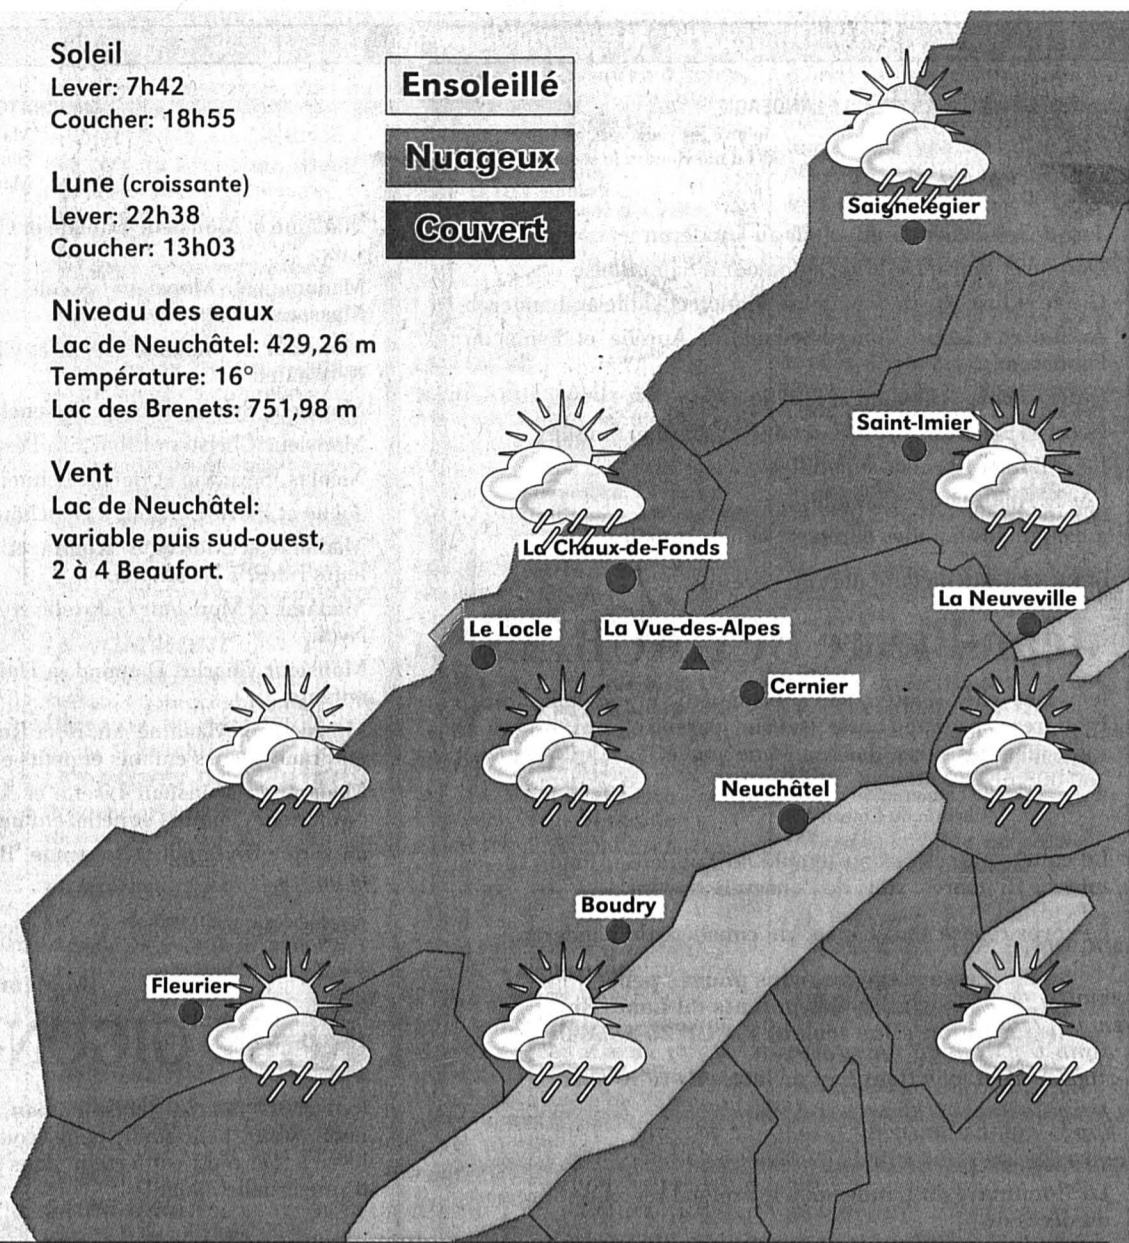 Soleil
Lever: 7h42
Coucher: 18h55
Lune (croissante)
Lever: 22h38
Coucher: 13h03
Niveau des eaux
Lac de Neuchâtel: 429,26 m
Température: 16°
Lac des Brenets: 751,98 m
Vent
Lac de Neuchâtel:
variable puis sud-ouest,
2 à 4 Beaufort.
Ensoleillé
Nuageux
Couvert
Saignelégier
Saint-Imier
La Chaux-de-Fonds
La Neuveville
Le Locle
La Vue-des-Alpes
Cernier
Neuchâtel
Boudry
Fleurier